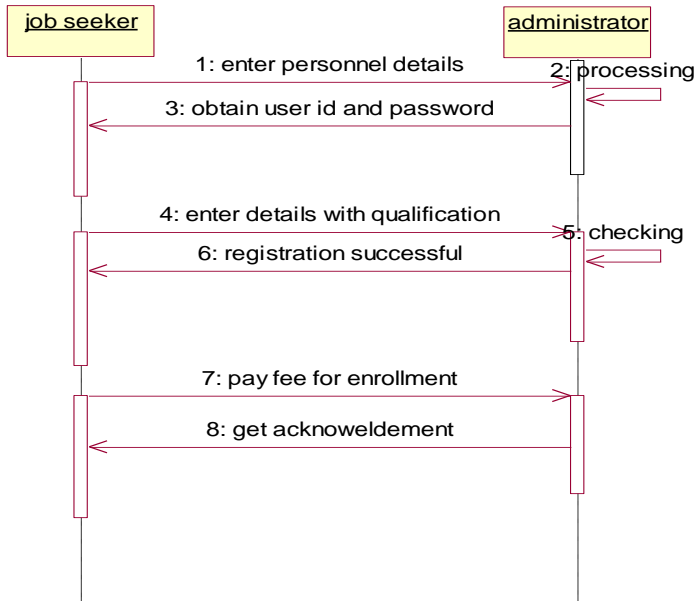 job seeker
administrator
1: enter personnel details
2: processing
3: obtain user id and password
4: enter details with qualification
5: checking
6: registration successful
7: pay fee for enrollment
8: get acknoweldement